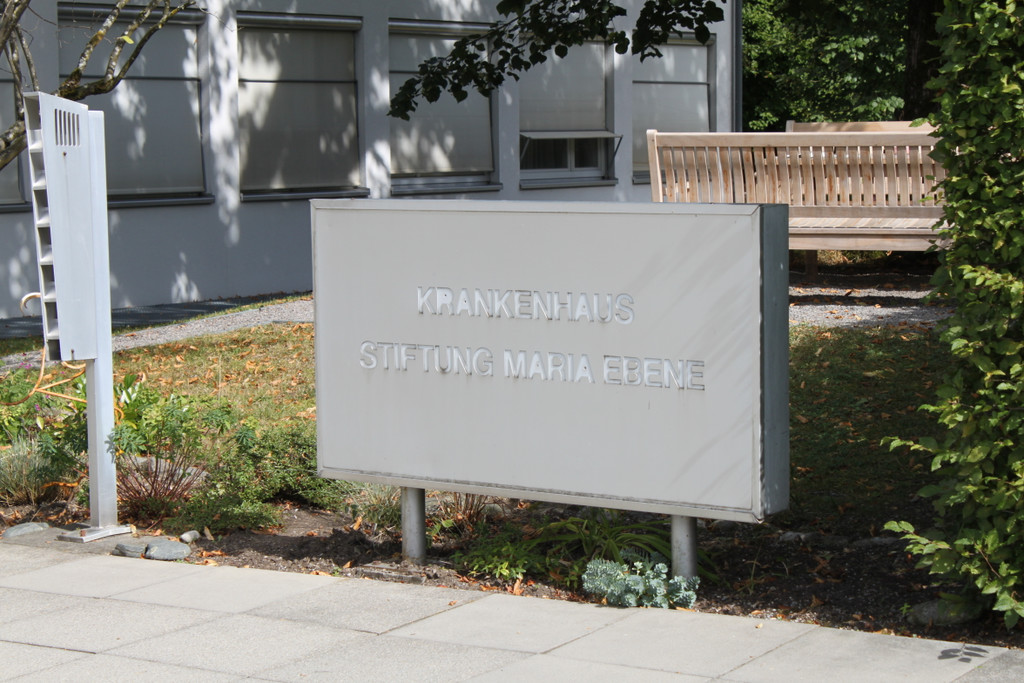 KRANKENHAUS
STIFTUNG MARIA EBENE